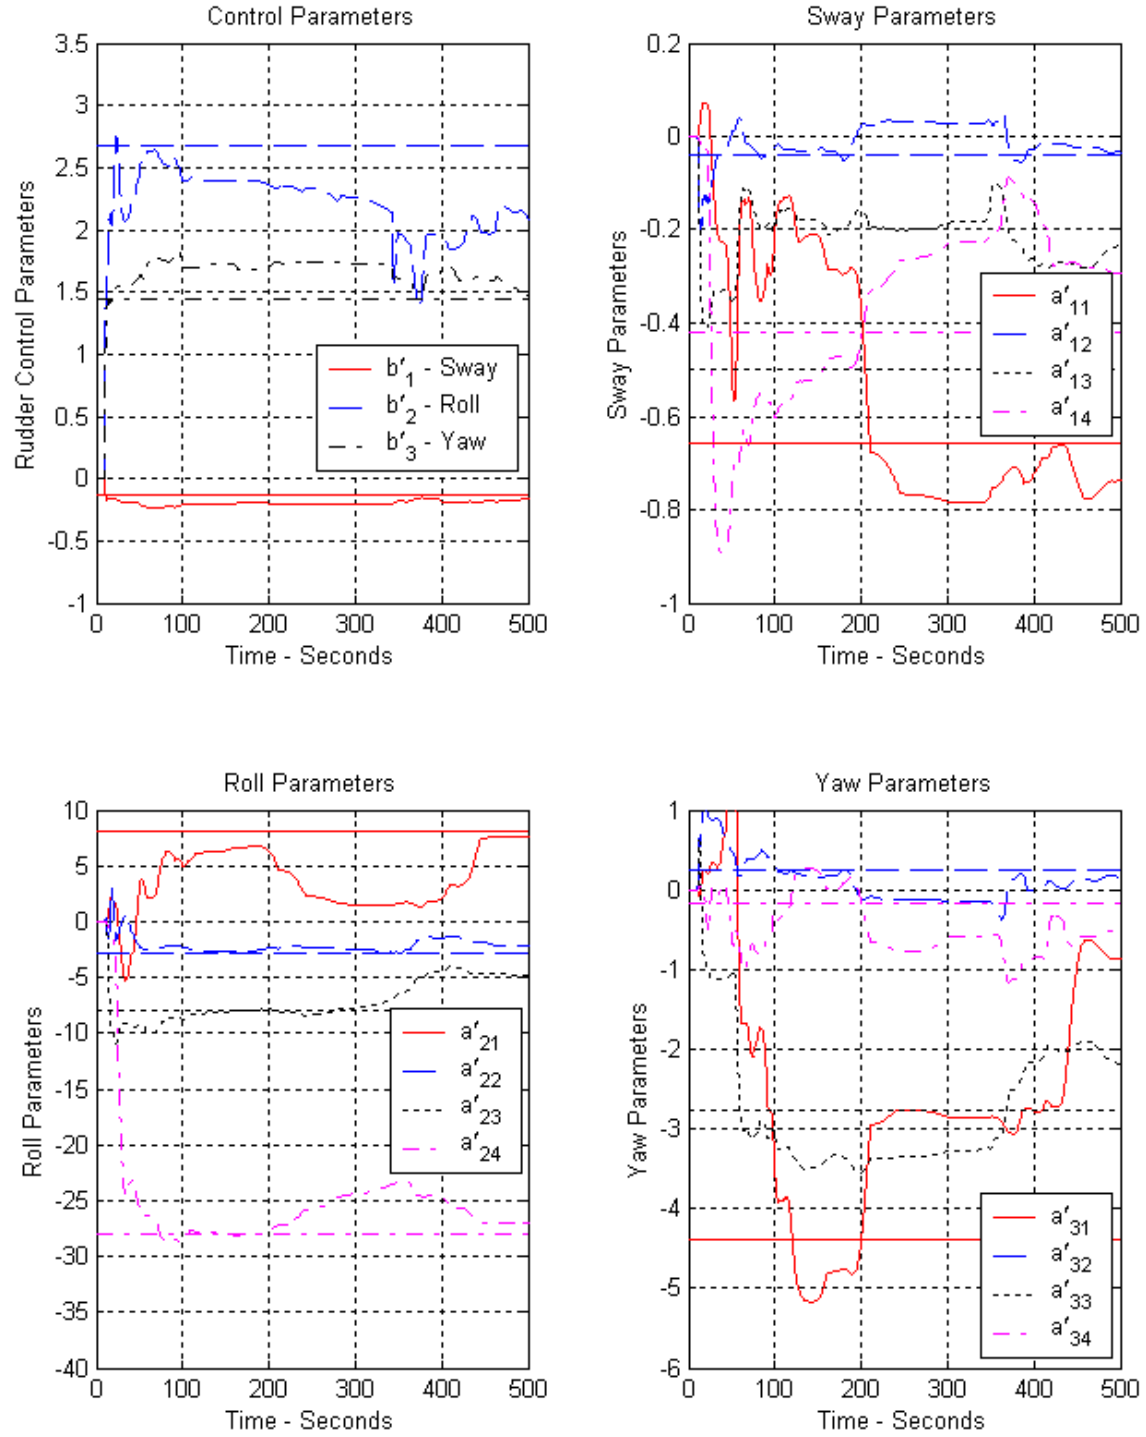 Control Parameters
3.5
3
2.5
2
1.5
1
0.5
0
-0.5
-1
Rudder Control Parameters
b′1 - Sway
b′2 - Roll
b′3 - Yaw
0 100 200 300 400 500
Time - Seconds
Sway Parameters
0.2
0
-0.2
-0.4
-0.6
-0.8
-1
Sway Parameters
a′11
a′12
a′13
a′14
0 100 200 300 400 500
Time - Seconds
Roll Parameters
10
5
0
-5
-10
-15
-20
-25
-30
-35
-40
Roll Parameters
a′21
a′22
a′23
a′24
0 100 200 300 400 500
Time - Seconds
Yaw Parameters
1
0
-1
-2
-3
-4
-5
-6
Yaw Parameters
a′31
a′32
a′33
a′34
0 100 200 300 400 500
Time - Seconds